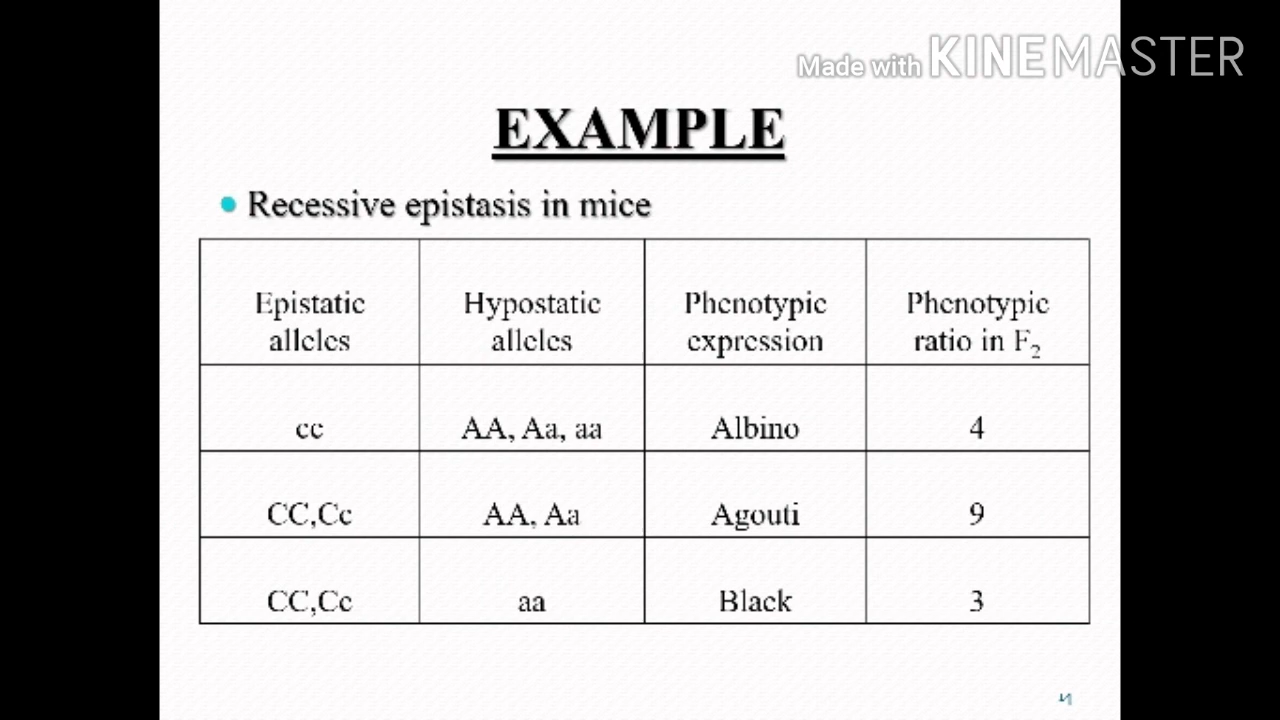 Made with KINEMASTER
EXAMPLE
• Recessive epistasis in mice
Epistatic alleles Hypostatic alleles Phenotypic expression Phenotypic ratio in F₂
cc AA, Aa, aa Albino 4
CC,Cc AA, Aa Agouti 9
CC,Cc aa Black 3